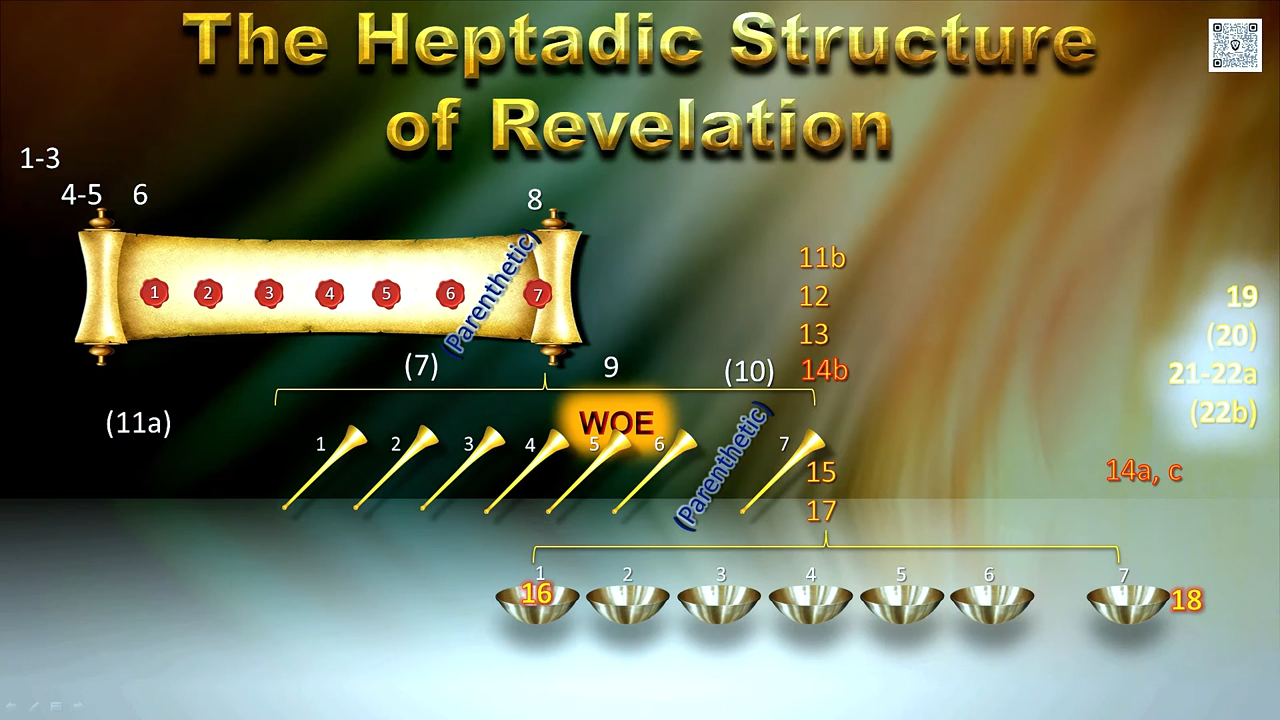 The Heptadic Structure
of Revelation
1-3
4-5 6 8
1 2 3 4 5 6 (Parenthetic) 7
11b
12
13
14b
19
(20)
21-22a
(22b)
(7) 9 (10)
(11a)
WOE
1 2 3 4 5 6 (Parenthetic) 7
15
17
14a, c
1 2 3 4 5 6 7
16 18